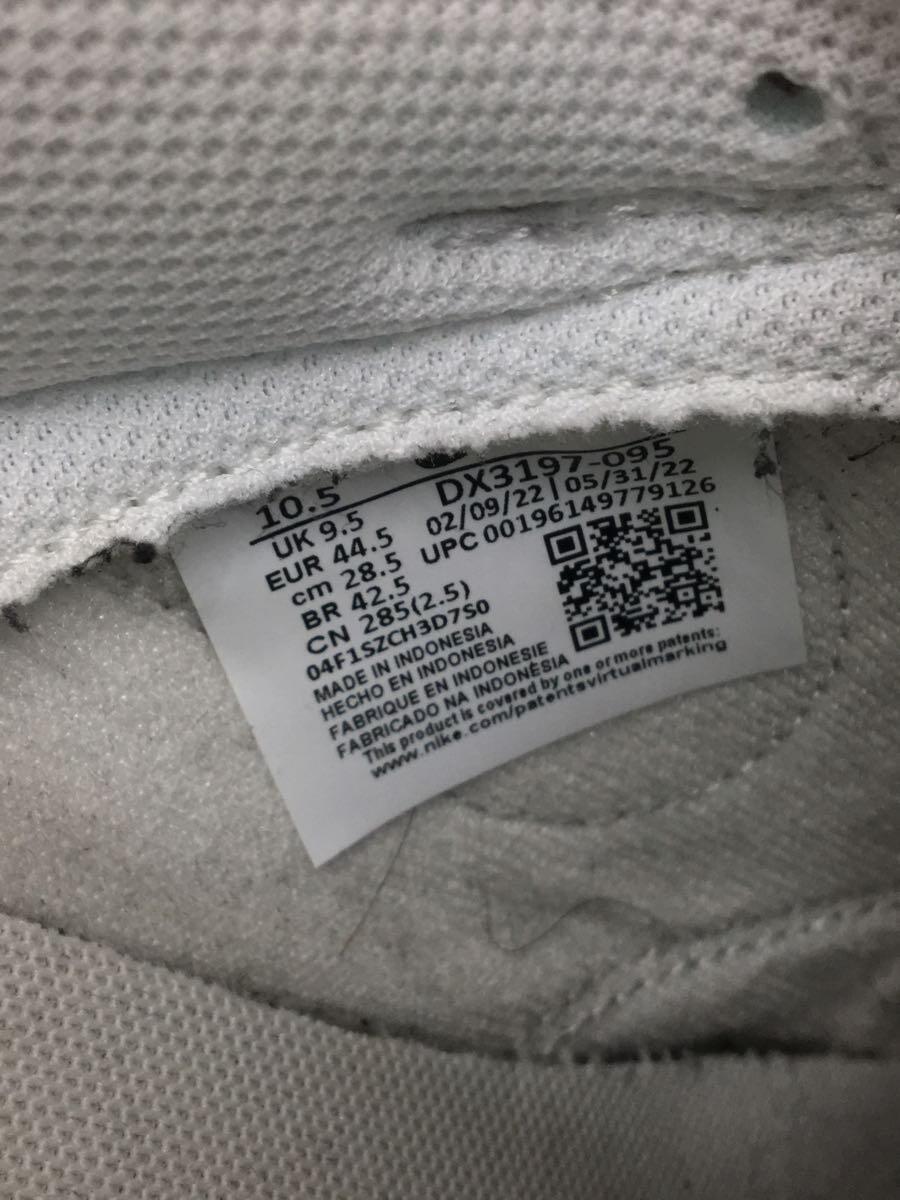 10.5
UK 9.5
EUR 44.5
cm 28.5
BR 42.5
CN 285(2.5)
04F1SZCH3D7S0
DX3197-095
02/09/22 | 05/31/22
UPC 00196149779126
MADE IN INDONESIA
HECHO EN INDONESIA
FABRIQUE EN INDONESIE
FABRICADO NA INDONÉSIA
This product is covered by one or more patents:
www.nike.com/patentsvirtualmarking